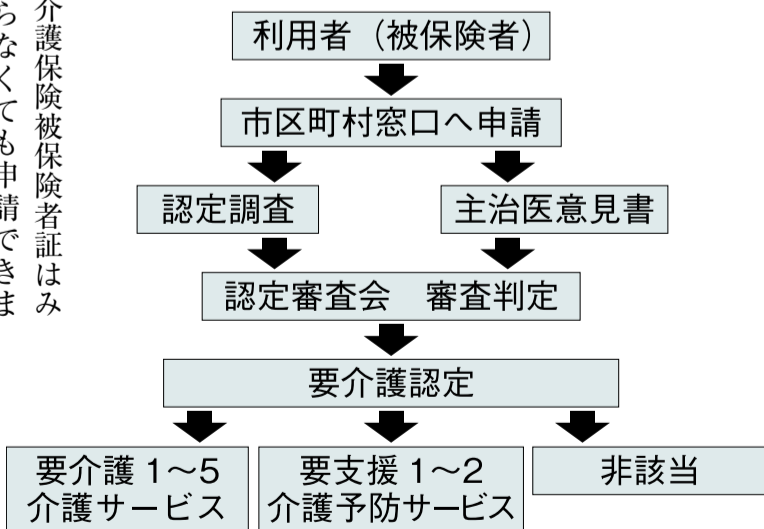 介護保険被保険者証はみ
らなくても申請できま
利用者（被保険者）
市区町村窓口へ申請
認定調査
主治医意見書
認定審査会　審査判定
要介護認定
要介護 1～5
介護サービス
要支援 1～2
介護予防サービス
非該当